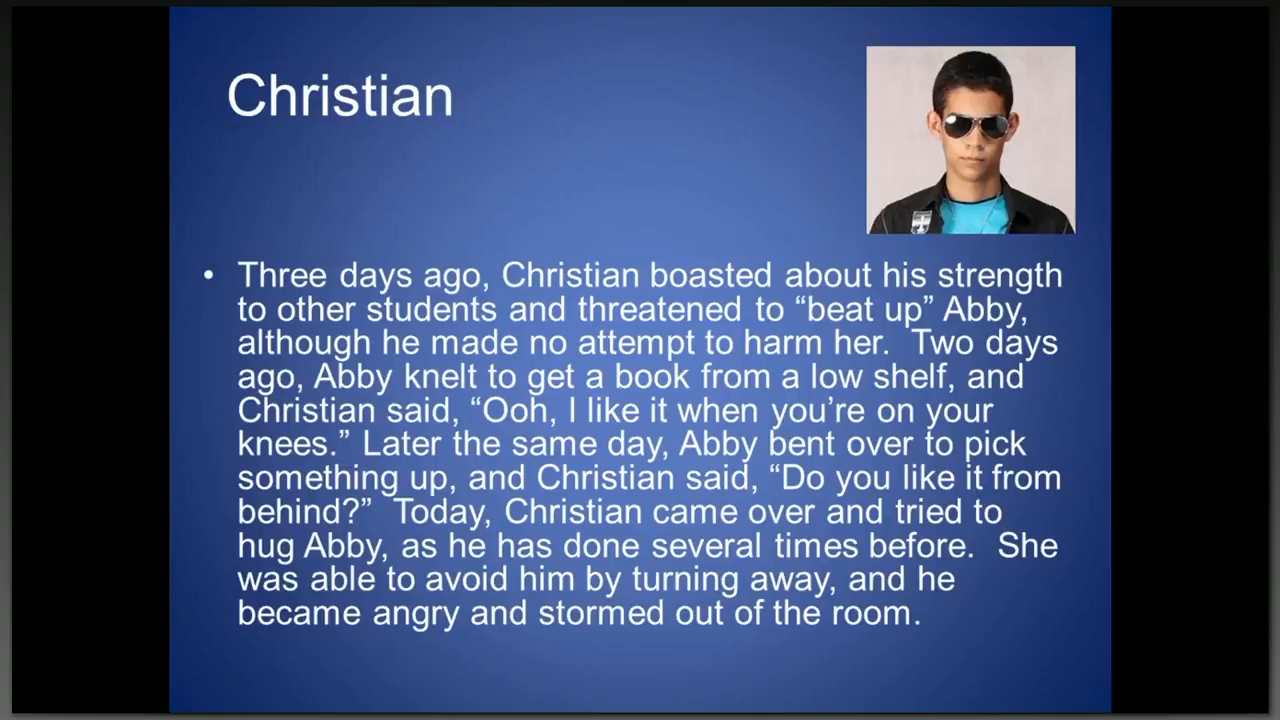 Christian
• Three days ago, Christian boasted about his strength
to other students and threatened to “beat up” Abby,
although he made no attempt to harm her.  Two days
ago, Abby knelt to get a book from a low shelf, and
Christian said, “Ooh, I like it when you’re on your
knees.” Later the same day, Abby bent over to pick
something up, and Christian said, “Do you like it from
behind?”  Today, Christian came over and tried to
hug Abby, as he has done several times before.  She
was able to avoid him by turning away, and he
became angry and stormed out of the room.